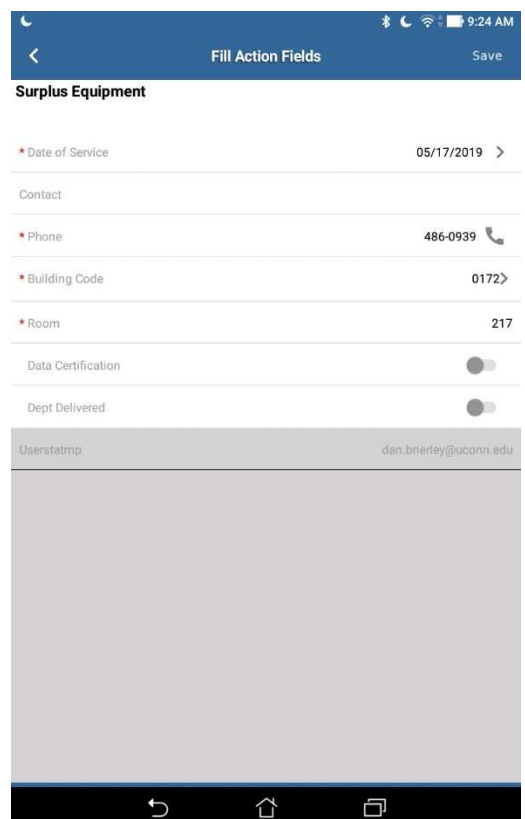 9:24 AM
Fill Action Fields Save
Surplus Equipment
* Date of Service 05/17/2019
Contact
* Phone 486-0939
* Building Code 0172
* Room 217
Data Certification
Dept Delivered
Userstatmp dan.brierley@uconn.edu